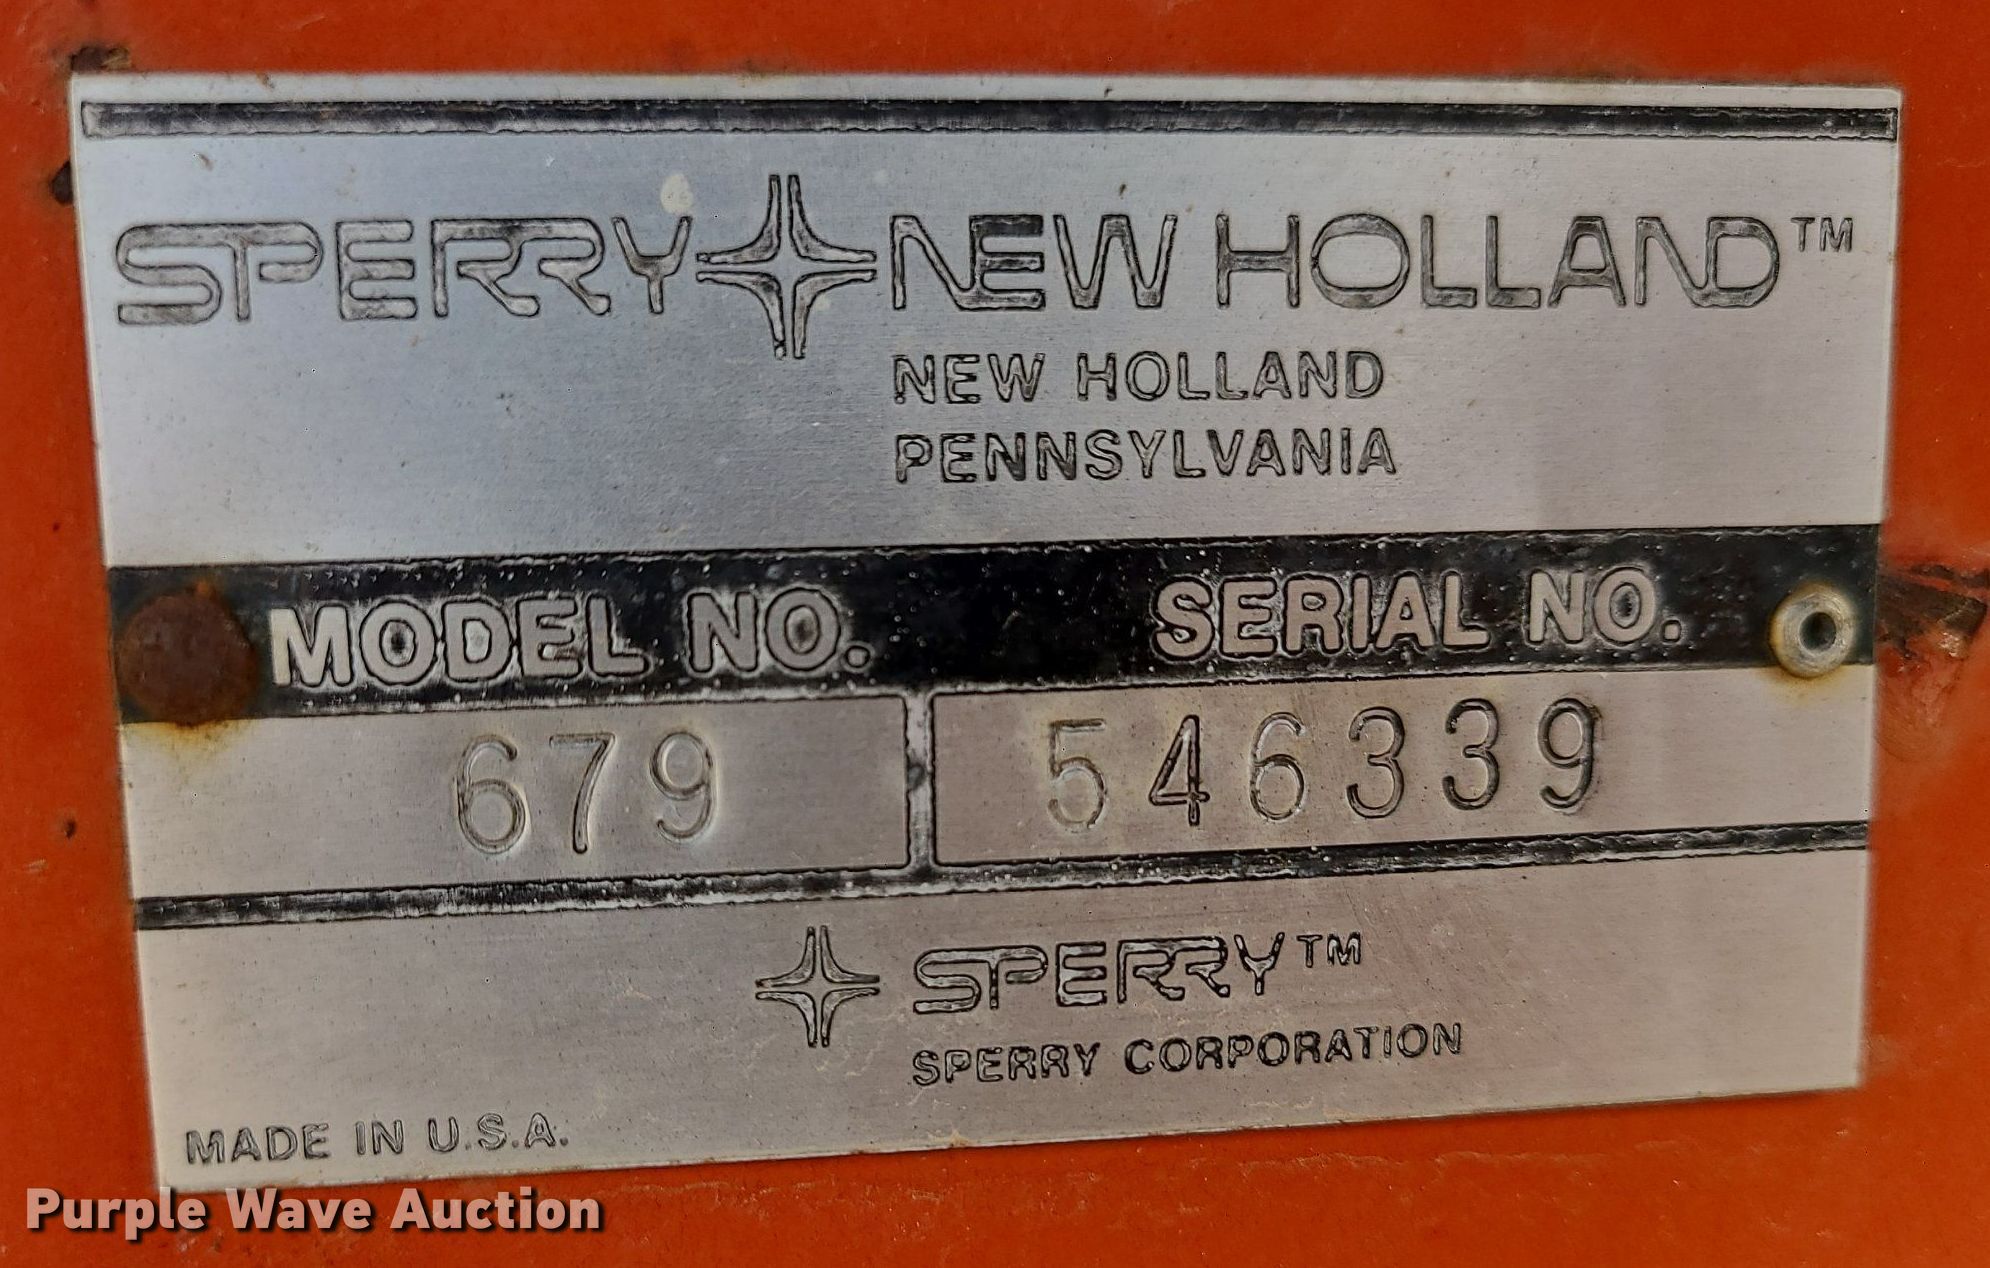 SPERRY NEW HOLLAND™
NEW HOLLAND
PENNSYLVANIA
MODEL NO. SERIAL NO.
679 546339
SPERRY™
SPERRY CORPORATION
MADE IN U.S.A.
Purple Wave Auction